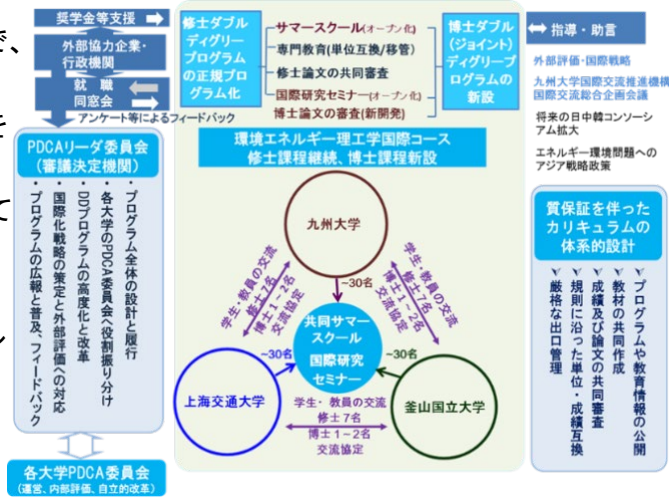 で、
を
て
奨学金等支援
外部協力企業・
行政機関
就 職
同窓会
アンケート等によるフィードバック
PDCAリーダ委員会
(審議決定機関)
・プログラム全体の設計と履行
・各大学のPDCA委員会へ役割振り分け
・DDプログラムの高度化と改革
・国際化戦略の策定と外部評価への対応
・プログラムの広報と普及、フィードバック
各大学PDCA委員会
(運営、内部評価、自立的改革)
修士ダブル
ディグリー
プログラム
の正規プロ
グラム化
サマースクール(オープン化)
専門教育(単位互換/移管)
修士論文の共同審査
国際研究セミナー(オープン化)
博士論文の審査(新開発)
博士ダブル
(ジョイント)
ディグリープ
ログラムの
新設
環境エネルギー理工学国際コース
修士課程継続、博士課程新設
九州大学
学生・教員の交流
修士7名
博士1~2名
交流協定
~30名
学生・教員の交流
修士7名
博士1~2名
交流協定
共同サマー
スクール
国際研究
セミナー
~30名
~30名
上海交通大学
釜山国立大学
学生・教員の交流
修士7名
博士1~2名
交流協定
指導・助言
外部評価・国際戦略
九州大学国際交流推進機構
国際交流総合企画会議
将来の日中韓コンソーシ
アム拡大
エネルギー環境問題への
アジア戦略政策
質保証を伴った
カリキュラムの
体系的設計
✓プログラムや教育情報の公開
✓教材の共同作成
✓成績及び論文の共同審査
✓規則に沿った単位・成績互換
✓厳格な出口管理